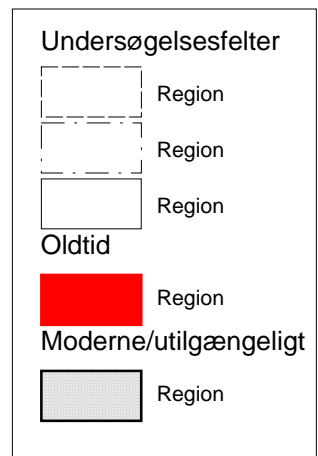 Undersøgelsesfelter
Region
Region
Region
Oldtid
Region
Moderne/utilgængeligt
Region